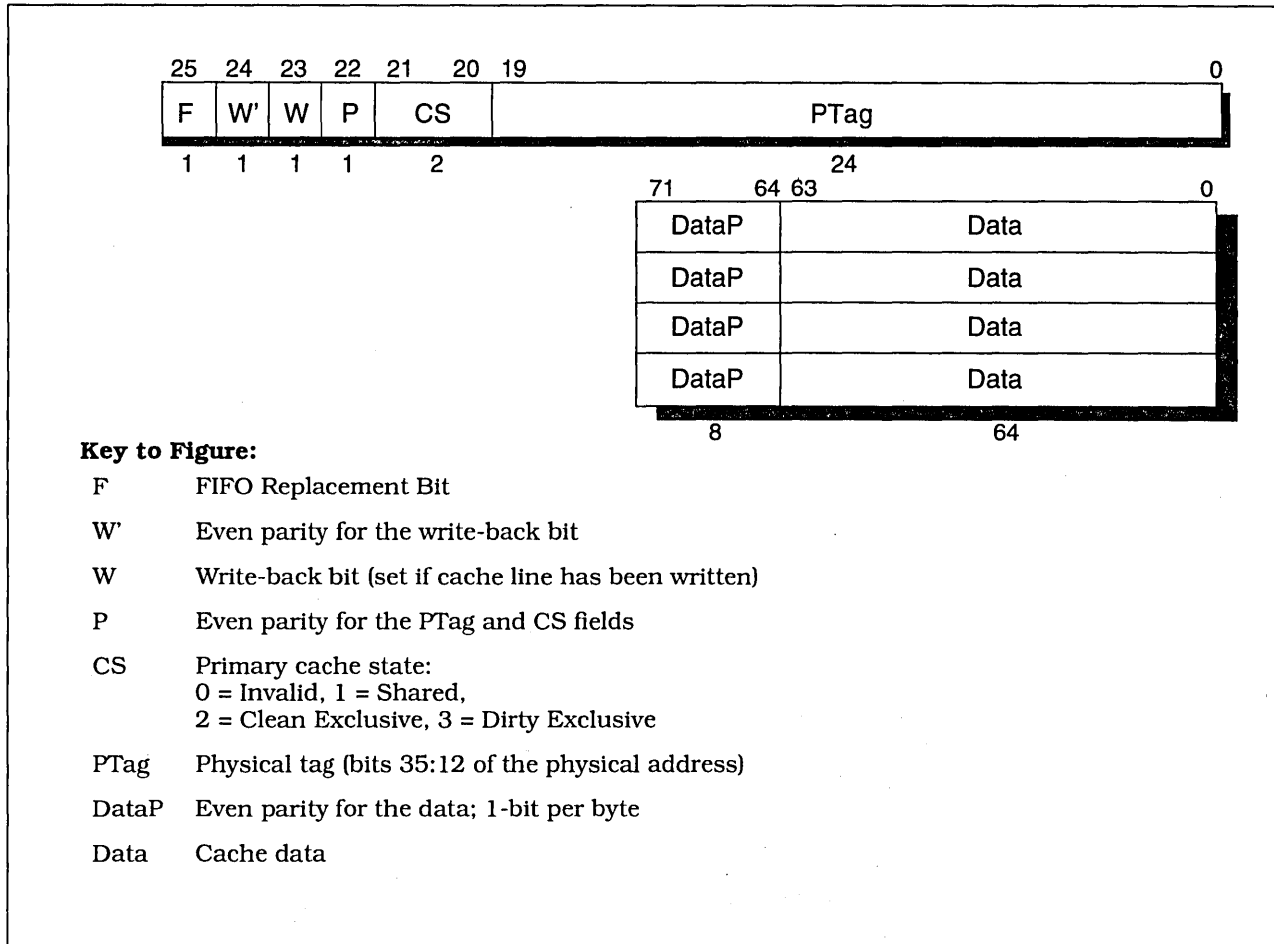 25 24 23 22 21 20 19 0
F W' W P CS PTag
1 1 1 1 2 24
71 64 63 0
DataP Data
DataP Data
DataP Data
DataP Data
8 64
Key to Figure:
F FIFO Replacement Bit
W' Even parity for the write-back bit
W Write-back bit (set if cache line has been written)
P Even parity for the PTag and CS fields
CS Primary cache state:
0 = Invalid, 1 = Shared,
2 = Clean Exclusive, 3 = Dirty Exclusive
PTag Physical tag (bits 35:12 of the physical address)
DataP Even parity for the data; 1-bit per byte
Data Cache data